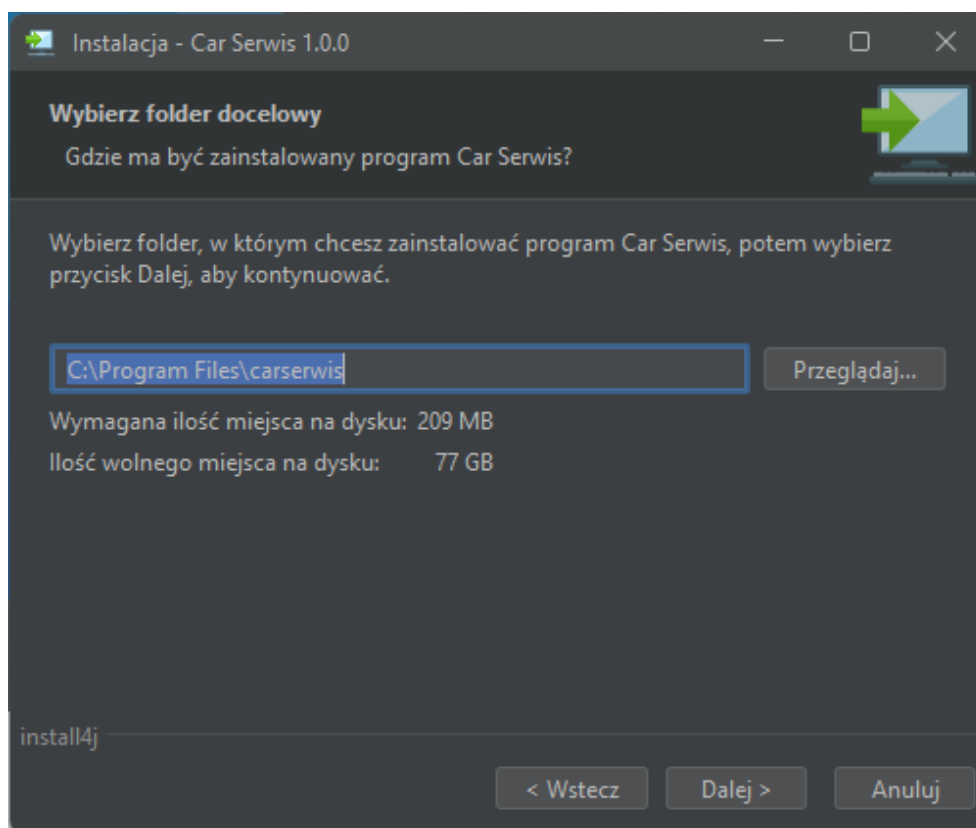 Instalacja - Car Serwis 1.0.0
Wybierz folder docelowy
Gdzie ma być zainstalowany program Car Serwis?
Wybierz folder, w którym chcesz zainstalować program Car Serwis, potem wybierz
przycisk Dalej, aby kontynuować.
C:\Program Files\carserwis
Przeglądaj...
Wymagana ilość miejsca na dysku: 209 MB
Ilość wolnego miejsca na dysku: 77 GB
install4j
< Wstecz
Dalej >
Anuluj